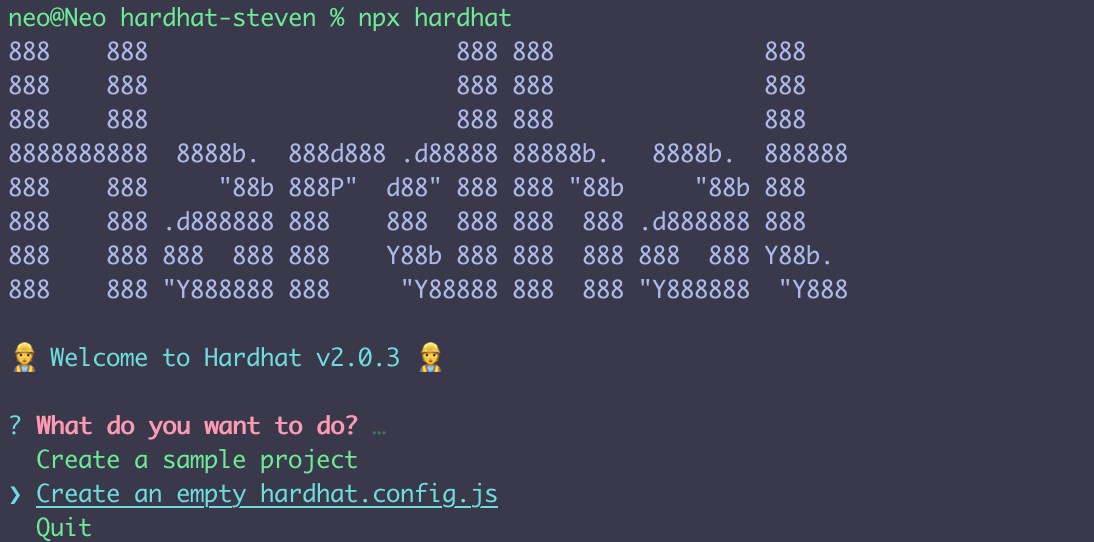 neo@Neo hardhat-steven % npx hardhat
888    888                      888 888               888
888    888                      888 888               888
888    888                      888 888               888
8888888888  8888b.  888d888 .d88888 88888b.   8888b.  888888
888    888     "88b 888P"  d88" 888 888 "88b     "88b 888
888    888 .d888888 888    888  888 888  888 .d888888 888
888    888 888  888 888    Y88b 888 888  888 888  888 Y88b.
888    888 "Y888888 888     "Y88888 888  888 "Y888888  "Y888
👷 Welcome to Hardhat v2.0.3 👷
? What do you want to do? …
Create a sample project
❯ Create an empty hardhat.config.js
Quit